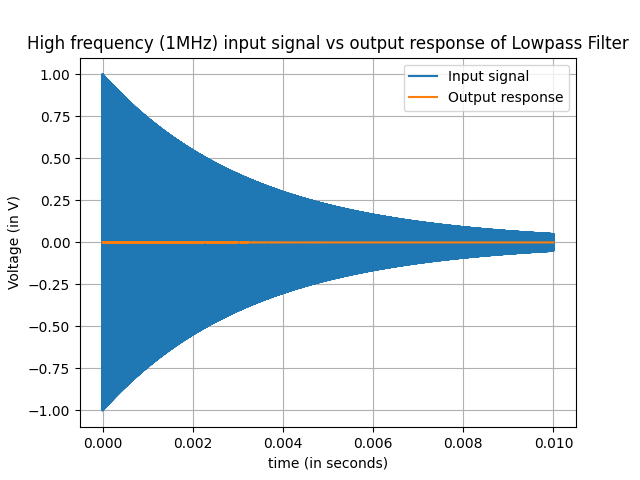 High frequency (1MHz) input signal vs output response of Lowpass Filter
1.00
0.75
0.50
0.25
0.00
−0.25
−0.50
−0.75
−1.00
Voltage (in V)
Input signal
Output response
0.000 0.002 0.004 0.006 0.008 0.010
time (in seconds)